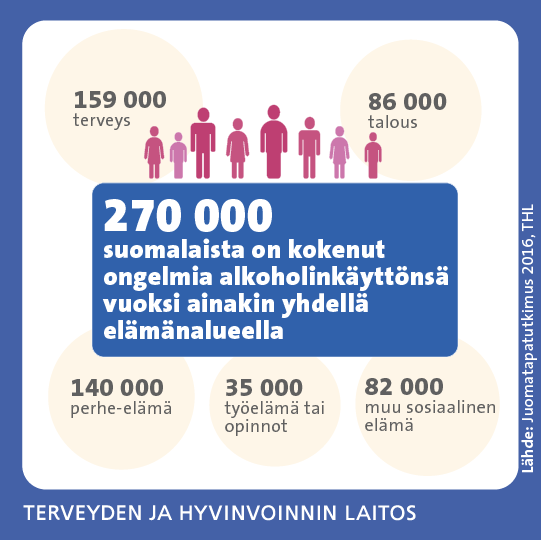 159 000
terveys
86 000
talous
270 000
suomalaista on kokenut
ongelmia alkoholinkäyttönsä
vuoksi ainakin yhdellä
elämänalueella
140 000
perhe-elämä
35 000
työelämä tai
opinnot
82 000
muu sosiaalinen
elämä
Lähde: Juomatapatutkimus 2016, THL
TERVEYDEN JA HYVINVOINNIN LAITOS